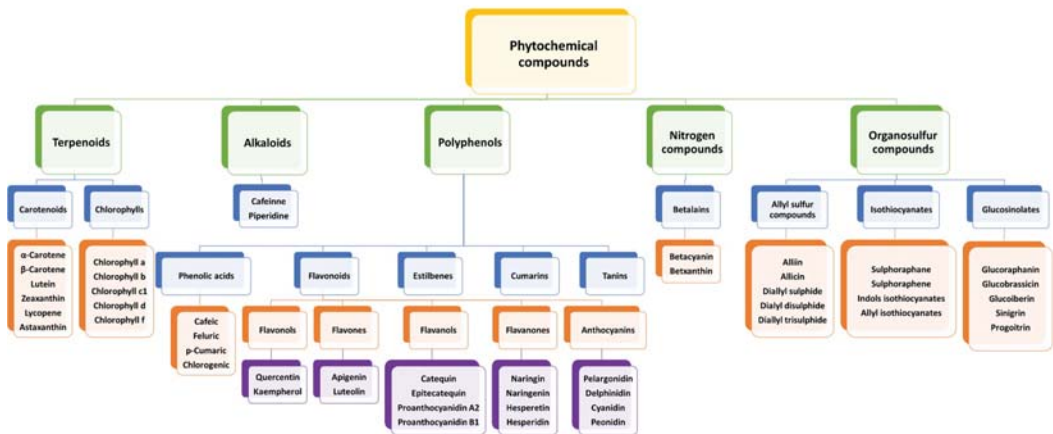 Phytochemical
compounds
Terpenoids
Alkaloids
Polyphenols
Nitrogen
compounds
Organosulfur
compounds
Carotenoids
Chlorophylls
Cafeinne
Piperidine
Betalains
Allyl sulfur
compounds
Isothiocyanates
Glucosinolates
α-Carotene
β-Carotene
Lutein
Zeaxanthin
Lycopene
Astaxanthin
Chlorophyll a
Chlorophyll b
Chlorophyll c1
Chlorophyll d
Chlorophyll f
Phenolic acids
Flavonoids
Estilbenes
Cumarins
Tanins
Betacyanin
Betxanthin
Alliin
Allicin
Diallyl sulphide
Dialyl disulphide
Diallyl trisulphide
Sulphoraphane
Sulphoraphene
Indols isothiocyanates
Allyl isothiocyanates
Glucoraphanin
Glucobrassicin
Glucoiberin
Sinigrin
Progoitrin
Cafeic
Feluric
p-Cumaric
Chlorogenic
Flavonols
Flavones
Flavanols
Flavanones
Anthocyanins
Quercentin
Kaempherol
Apigenin
Luteolin
Catequin
Epitecatequin
Proanthocyanidin A2
Proanthocyanidin B1
Naringin
Naringenin
Hesperetin
Hesperidin
Pelargonidin
Delphinidin
Cyanidin
Peonidin